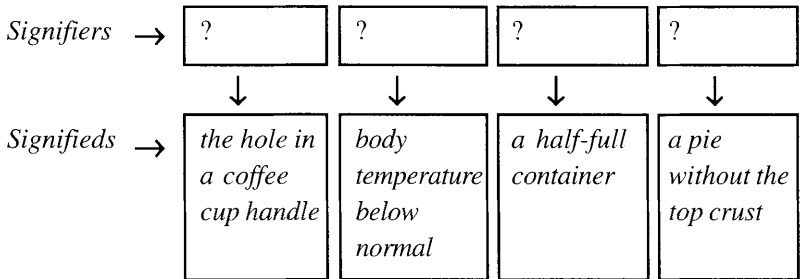 Signifiers → ? ? ? ?
Signifieds →
the hole in
a coffee
cup handle
body
temperature
below
normal
a half-full
container
a pie
without the
top crust